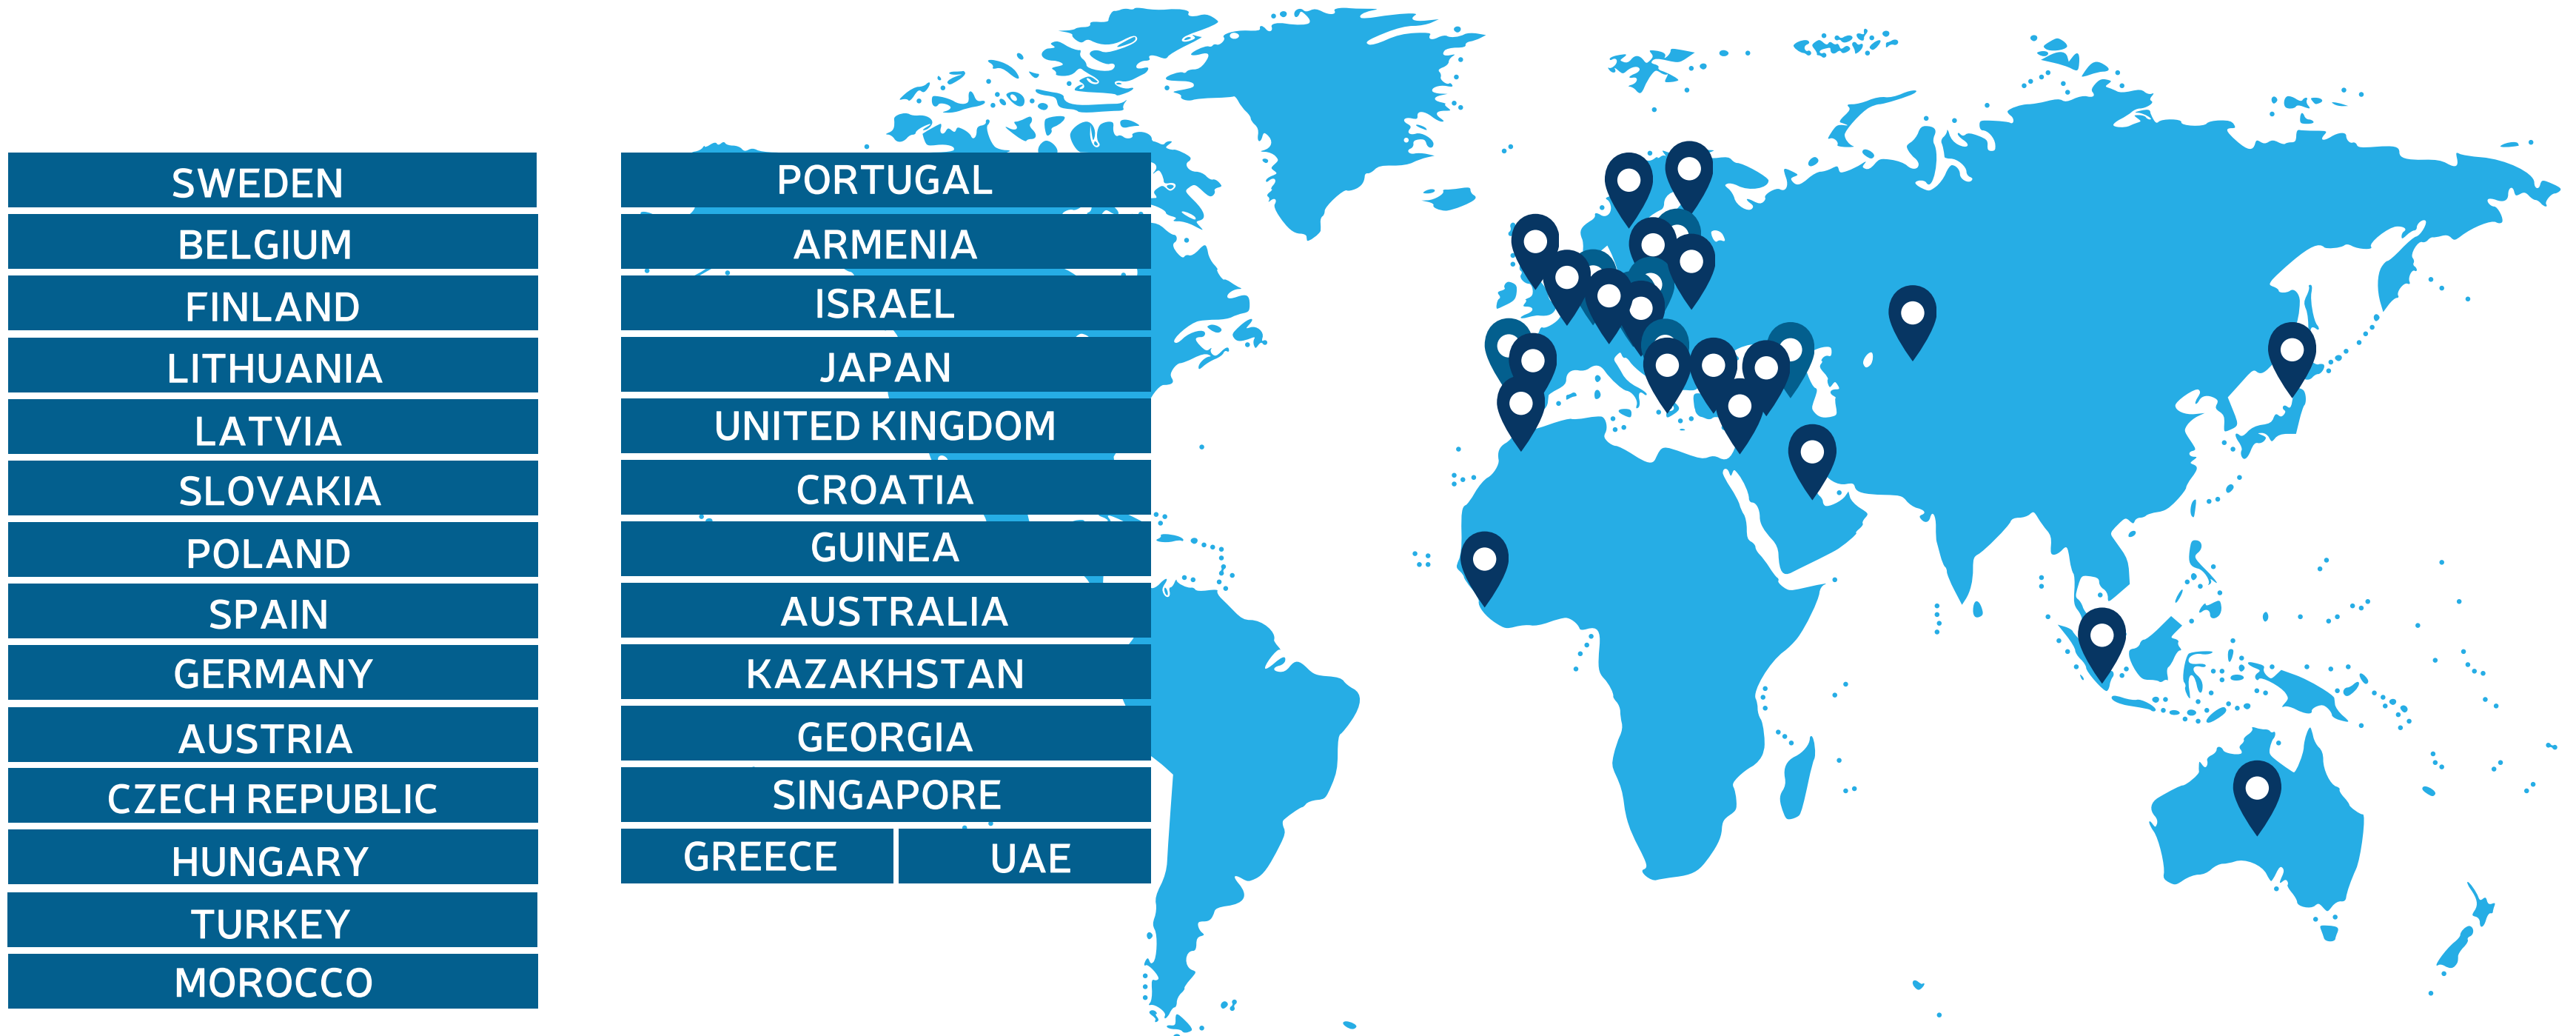 SWEDEN
BELGIUM
FINLAND
LITHUANIA
LATVIA
SLOVAKIA
POLAND
SPAIN
GERMANY
AUSTRIA
CZECH REPUBLIC
HUNGARY
TURKEY
MOROCCO
PORTUGAL
ARMENIA
ISRAEL
JAPAN
UNITED KINGDOM
CROATIA
GUINEA
AUSTRALIA
KAZAKHSTAN
GEORGIA
SINGAPORE
GREECE
UAE